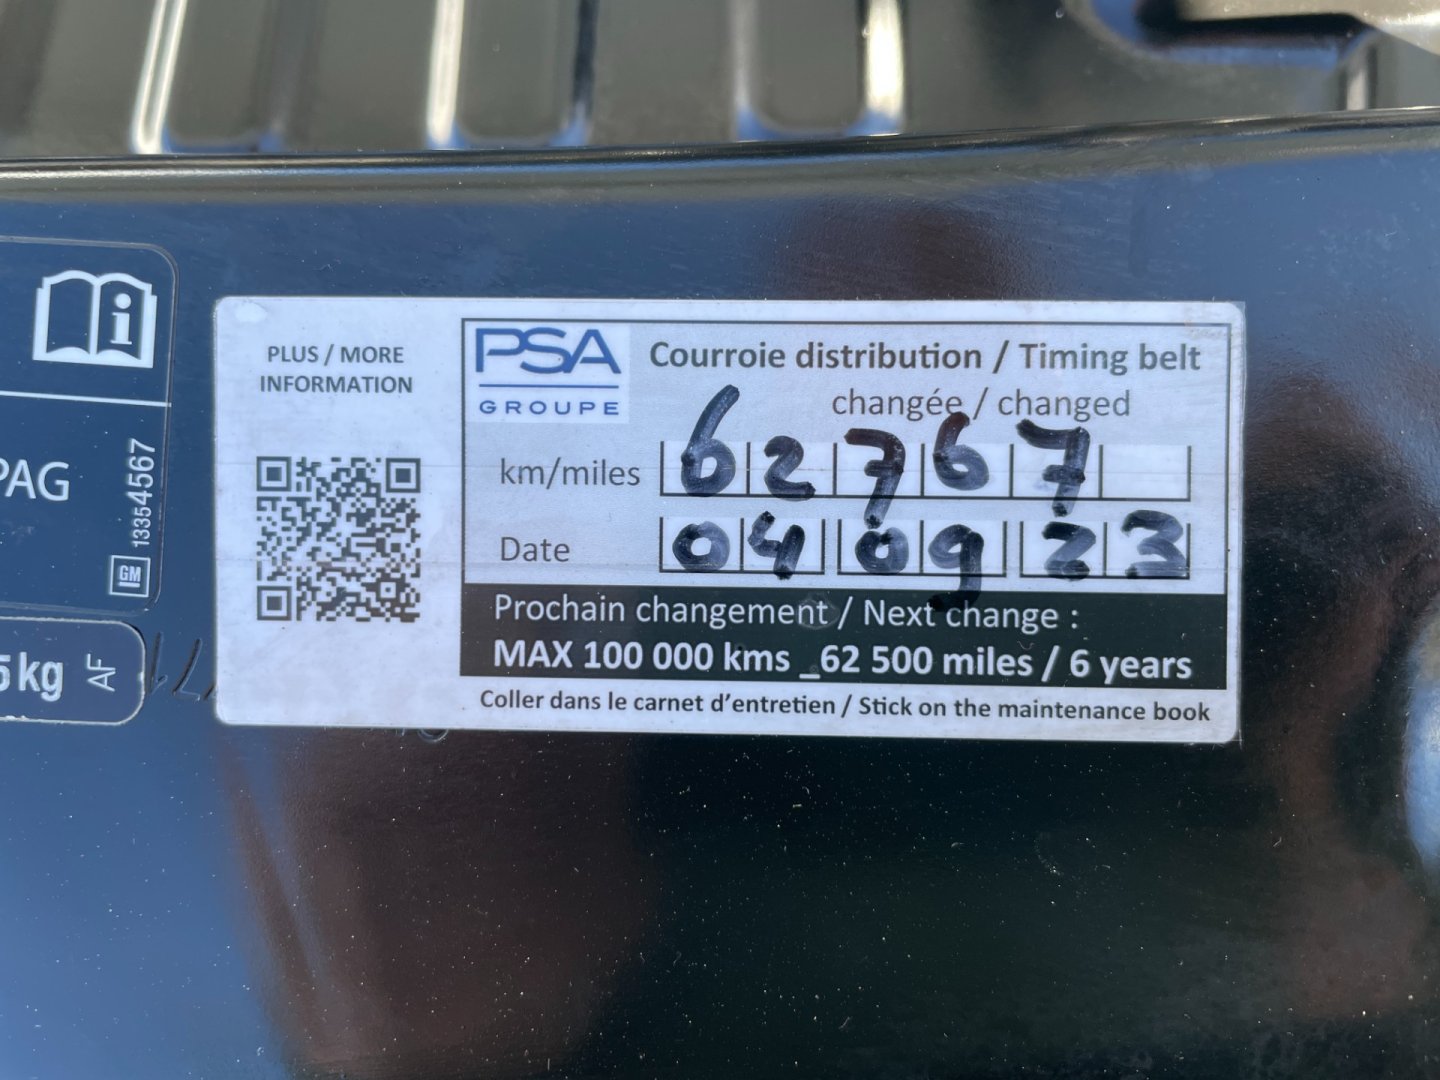 PAG
13354567
GM
5 kg
AF
PLUS / MORE
INFORMATION
PSA
GROUPE
Courroie distribution / Timing belt
changée / changed
km/miles 62767
Date 04 09 23
Prochain changement / Next change :
MAX 100 000 kms _62 500 miles / 6 years
Coller dans le carnet d'entretien / Stick on the maintenance book